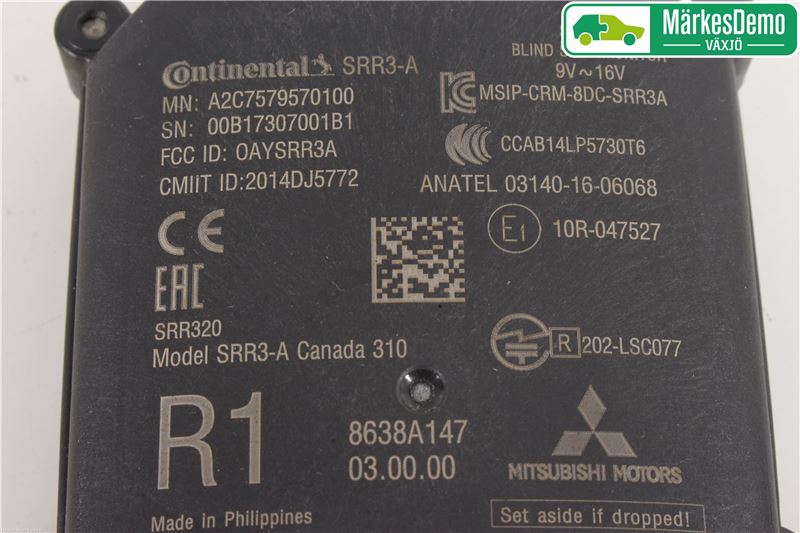 MärkesDemo
VÄXJÖ
Continental SRR3-A
BLIND
9V~16V
MN: A2C7579570100
MSIP-CRM-8DC-SRR3A
SN: 00B17307001B1
FCC ID: OAYSRR3A
CCAB14LP5730T6
CMIIT ID:2014DJ5772
ANATEL 03140-16-06068
CE
E1 10R-047527
EAC
SRR320
Model SRR3-A Canada 310
R 202-LSC077
R1
8638A147
03.00.00
MITSUBISHI MOTORS
Made in Philippines
Set aside if dropped!